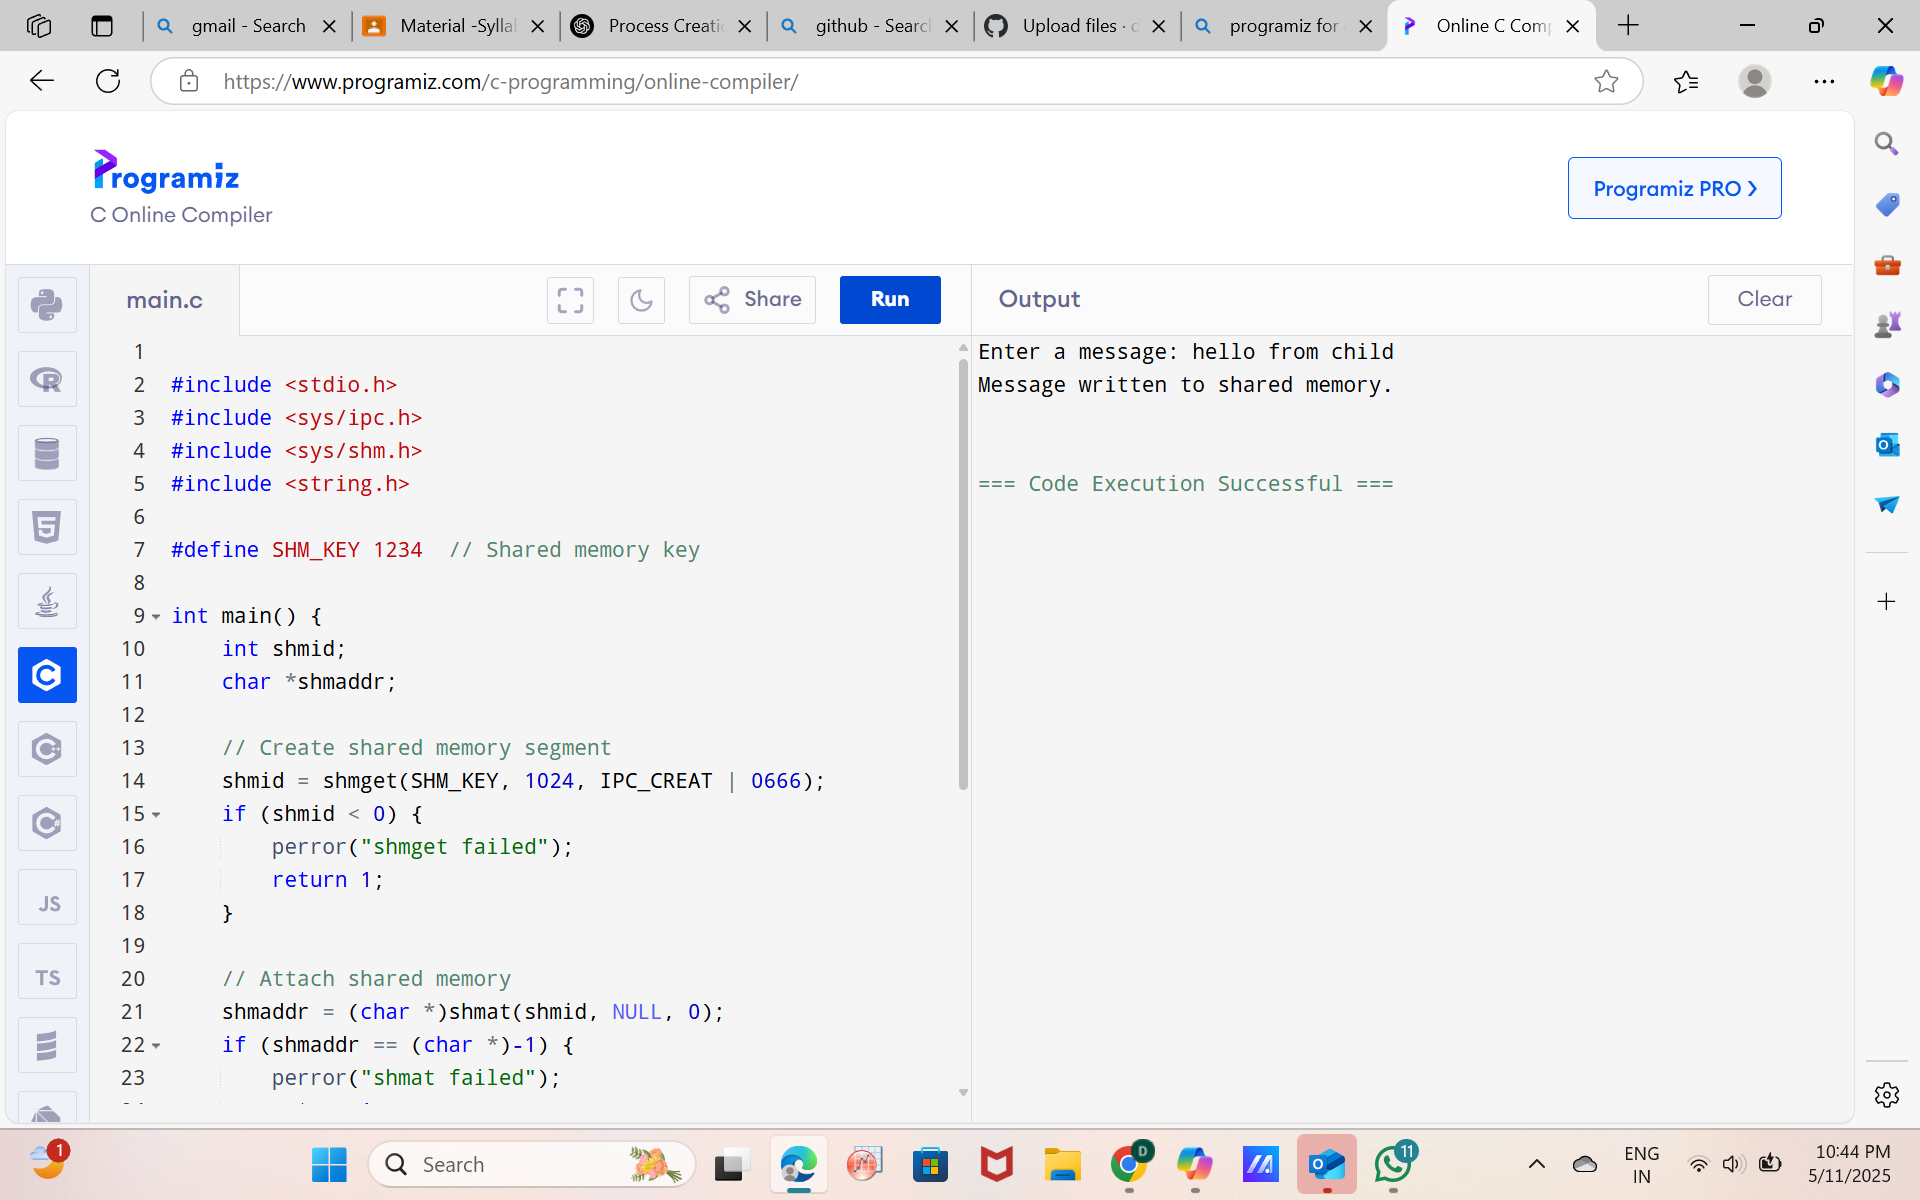 gmail - Search
Material -Sylla
Process Creatio
github - Search
Upload files · d
programiz for
Online C Comp
https://www.programiz.com/c-programming/online-compiler/
Programiz
C Online Compiler
Programiz PRO ›
main.c
Share
Run
Output
Clear
1
2 #include <stdio.h>
3 #include <sys/ipc.h>
4 #include <sys/shm.h>
5 #include <string.h>
6
7 #define SHM_KEY 1234  // Shared memory key
8
9 int main() {
10     int shmid;
11     char *shmaddr;
12
13     // Create shared memory segment
14     shmid = shmget(SHM_KEY, 1024, IPC_CREAT | 0666);
15     if (shmid < 0) {
16         perror("shmget failed");
17         return 1;
18     }
19
20     // Attach shared memory
21     shmaddr = (char *)shmat(shmid, NULL, 0);
22     if (shmaddr == (char *)-1) {
23         perror("shmat failed");
Enter a message: hello from child
Message written to shared memory.
=== Code Execution Successful ===
JS
TS
1
Search
D
11
ENG
IN
10:44 PM
5/11/2025